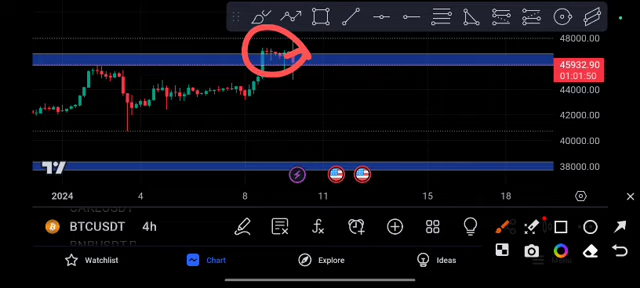 48000.00
45932.90
01:01:50
44000.00
42000.00
40000.00
38000.00
2024 4 8 11 15 18
BTCUSDT 4h
Watchlist Chart Explore Ideas